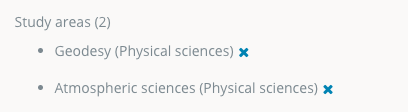 Study areas (2)
Geodesy (Physical sciences)
Atmospheric sciences (Physical sciences)